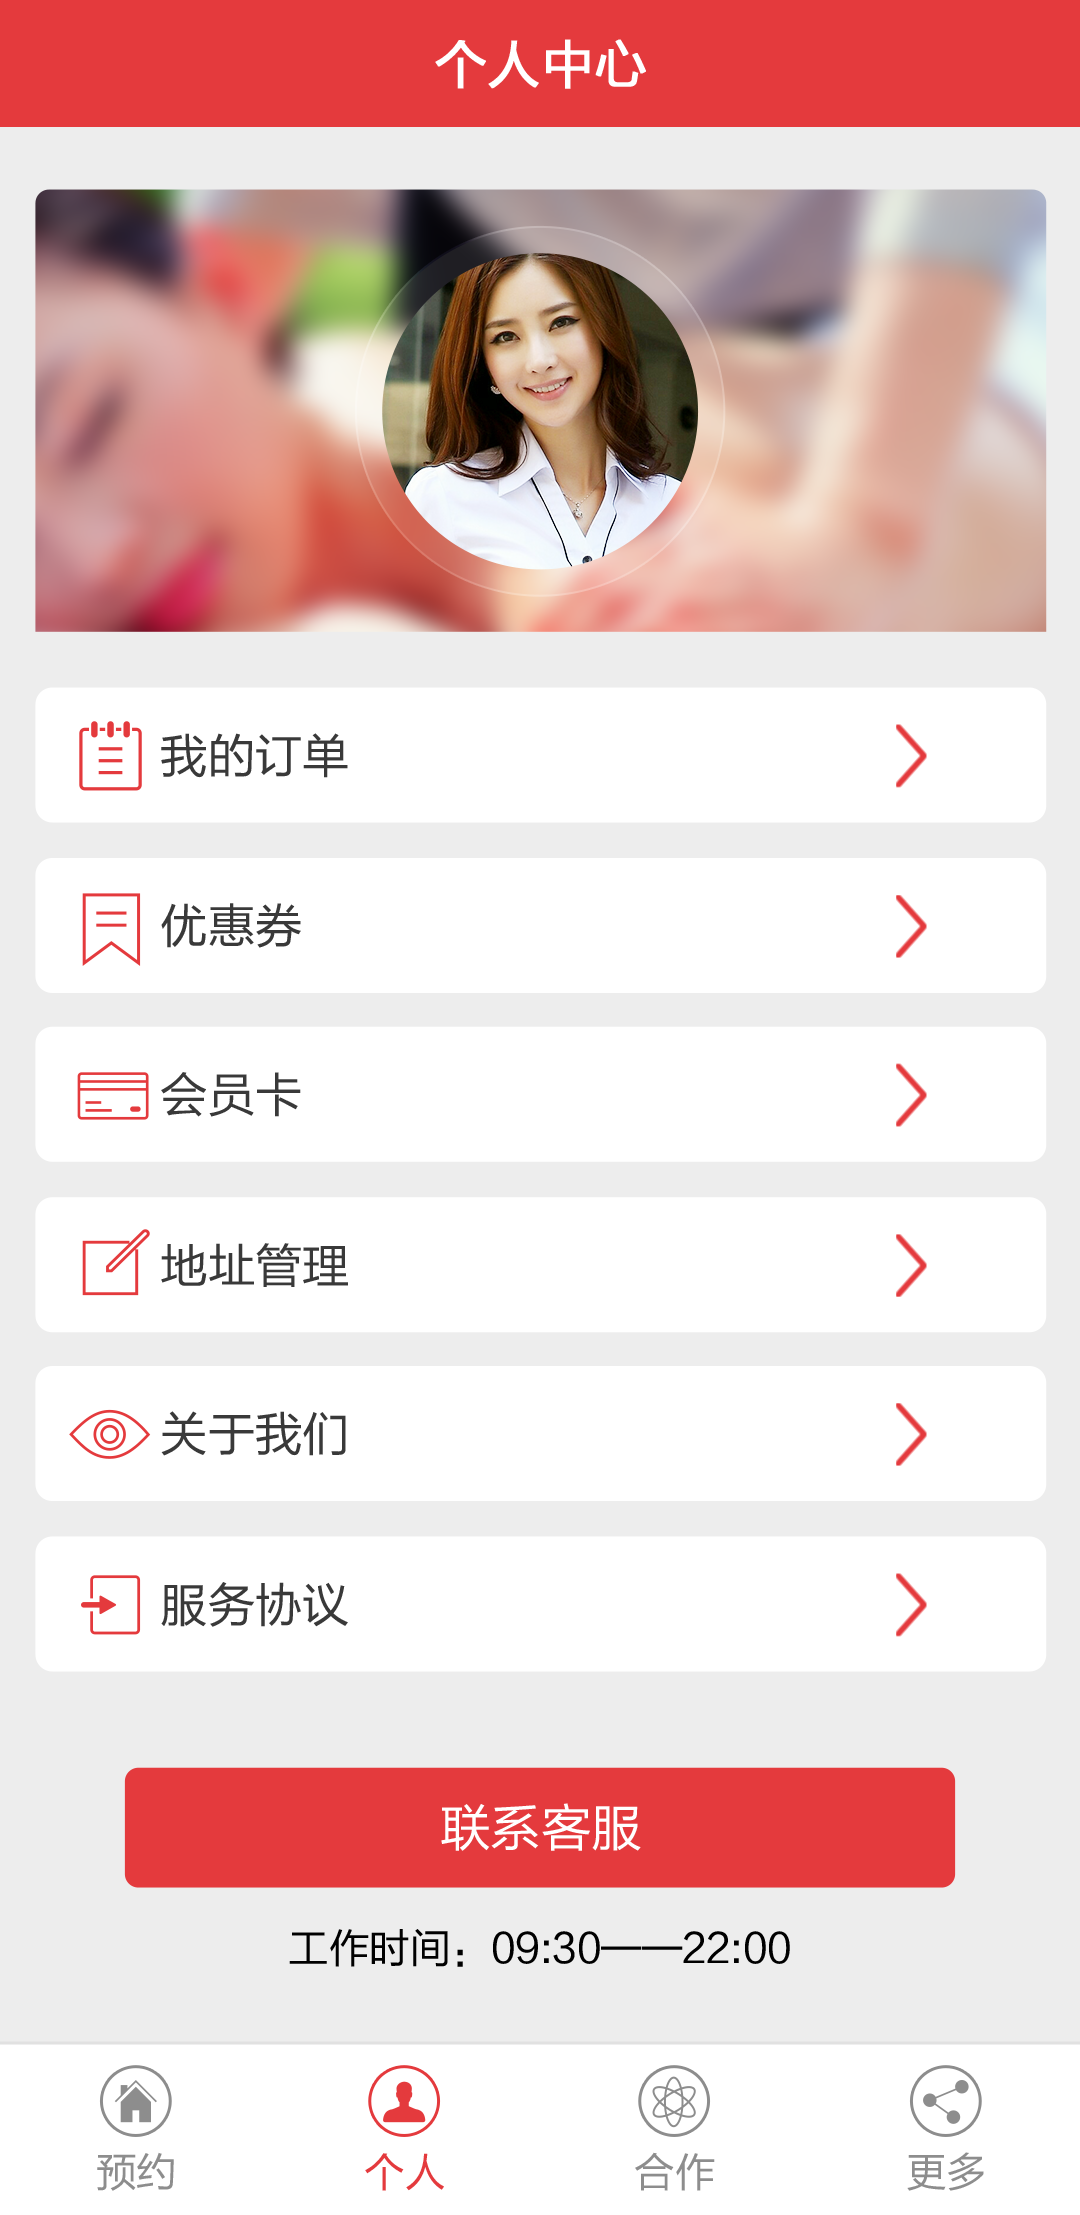 个人中心
我的订单
优惠券
会员卡
地址管理
关于我们
服务协议
联系客服
工作时间：09:30——22:00
预约 个人 合作 更多